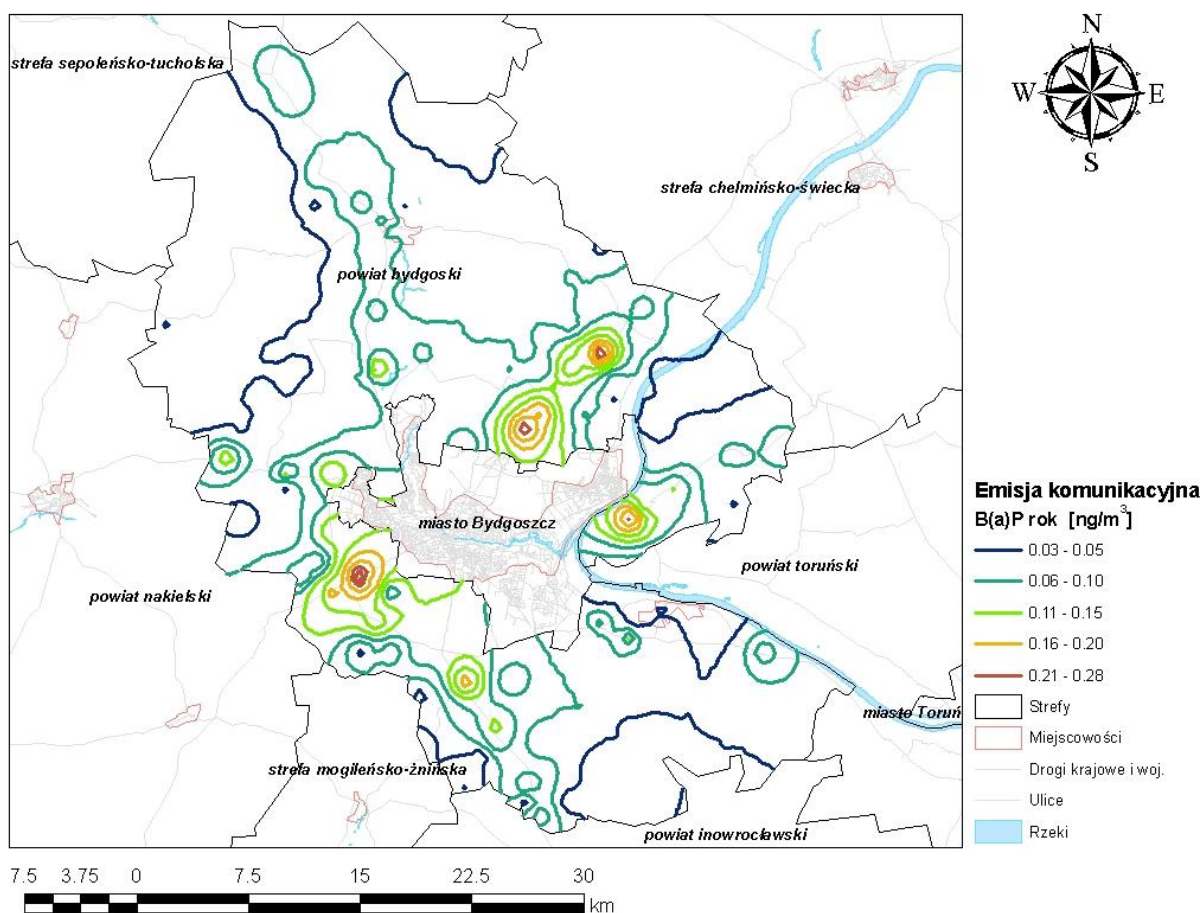 strefa sepoleńsko-tucholska
N
W
E
S
strefa chelmińsko-świecka
powiat bydgoski
miasto Bydgoszcz
powiat nakielski
powiat toruński
miasto Toruń
strefa mogileńsko-żnińska
powiat inowrocławski
Emisja komunikacyjna
B(a)P rok [ng/m³]
0.03 - 0.05
0.06 - 0.10
0.11 - 0.15
0.16 - 0.20
0.21 - 0.28
Strefy
Miejscowości
Drogi krajowe i woj.
Ulice
Rzeki
7.5 3.75 0 7.5 15 22.5 30
km